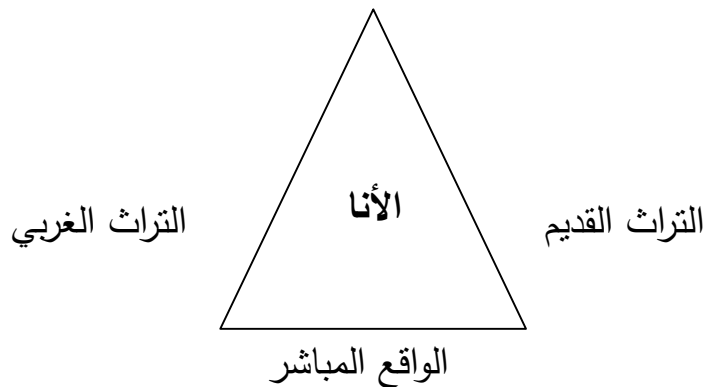 الأنا
التراث القديم
التراث الغربي
الواقع المباشر